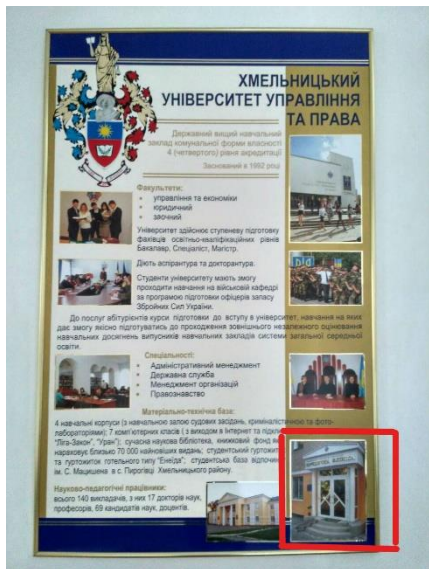 ХМЕЛЬНИЦЬКИЙ
УНІВЕРСИТЕТ УПРАВЛІННЯ
ТА ПРАВА
Державний вищий навчальний
заклад комунальної форми власності
4 (четвертого) рівня акредитації
Заснований в 1992 році
Факультети:
управління та економіки
юридичний
заочний
Університет здійснює ступеневу підготовку
фахівців освітньо-кваліфікаційних рівнів
Бакалавр, Спеціаліст, Магістр.
Діють аспірантура та докторантура.
Студенти університету мають змогу
проходити навчання на військовій кафедрі
за програмою підготовки офіцерів запасу
Збройних Сил України.
До послуг абітурієнтів курси підготовки до вступу в університет, навчання на яких
дає змогу якісно підготуватись до проходження зовнішнього незалежного оцінювання
навчальних досягнень випускників навчальних закладів системи загальної середньої
освіти.
Спеціальності:
Адміністративний менеджмент
Державна служба
Менеджмент організацій
Правознавство
Матеріально-технічна база:
4 навчальні корпуси (з навчальною залою судових засідань, криміналістичною та фото-
лабораторіями); 7 комп'ютерних класів ( з виходом в Інтернет та
"Ліга-Закон", "Уран"); сучасна наукова бібліотека, книжковий фонд
нараховує близько 70 000 найновіших видань; студентський
та гуртожиток готельного типу "Енеїда"; студентська база
ім. С. Мацишена в с. Пирогівці Хмельницького району.
Науково-педагогічні працівники:
всього 140 викладачів, з них 17 докторів наук,
професорів, 69 кандидатів наук, доцентів.